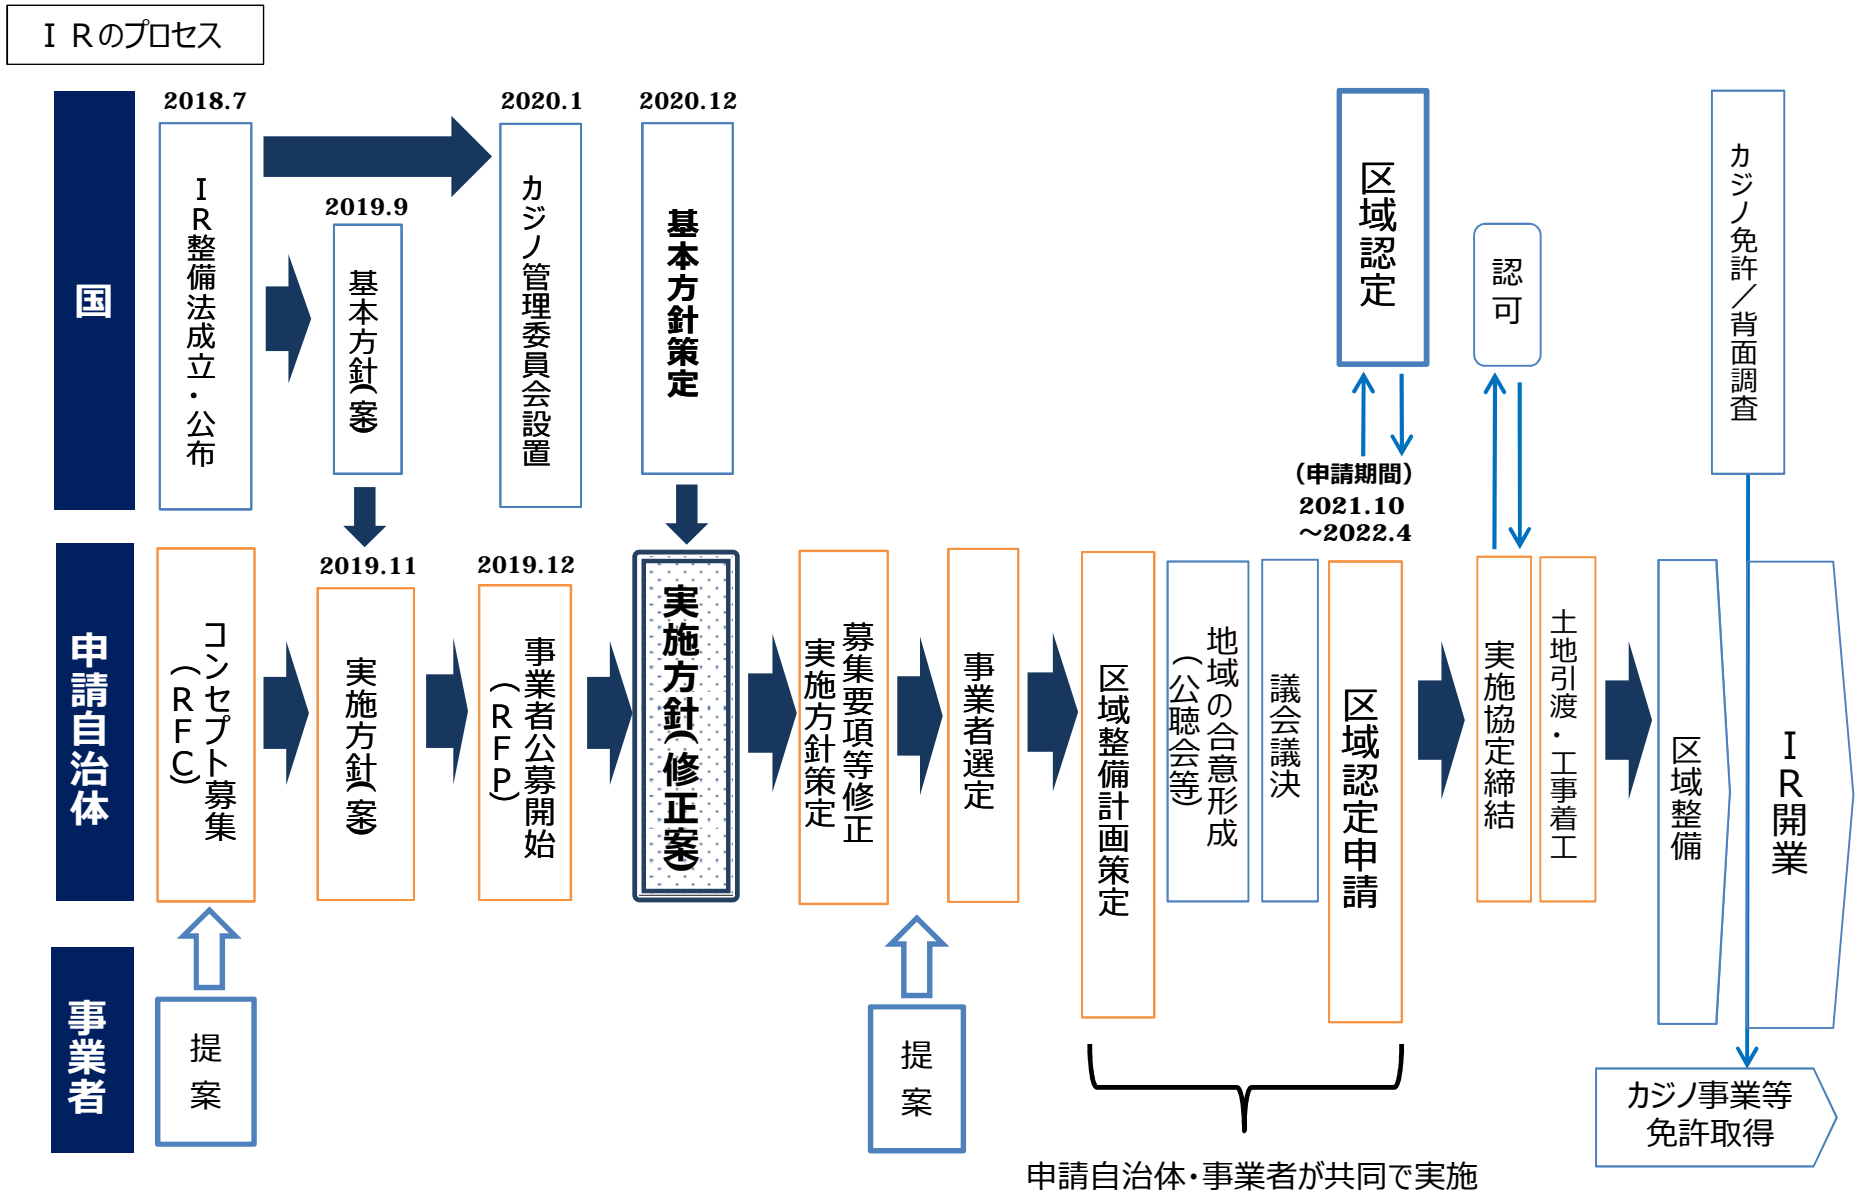 ＩＲのプロセス
国
2018.7
ＩＲ整備法成立・公布
2019.9
基本方針(案)
2020.1
カジノ管理委員会設置
2020.12
基本方針策定
区域認定
認可
カジノ免許／背面調査
(申請期間)
2021.10
～2022.4
申請自治体
コンセプト募集
(ＲＦＣ)
2019.11
実施方針(案)
2019.12
事業者公募開始
(ＲＦＰ)
実施方針(修正案)
募集要項等修正
実施方針策定
事業者選定
区域整備計画策定
地域の合意形成
(公聴会等)
議会議決
区域認定申請
実施協定締結
土地引渡・工事着工
区域整備
ＩＲ開業
事業者
提案
提案
カジノ事業等
免許取得
申請自治体・事業者が共同で実施